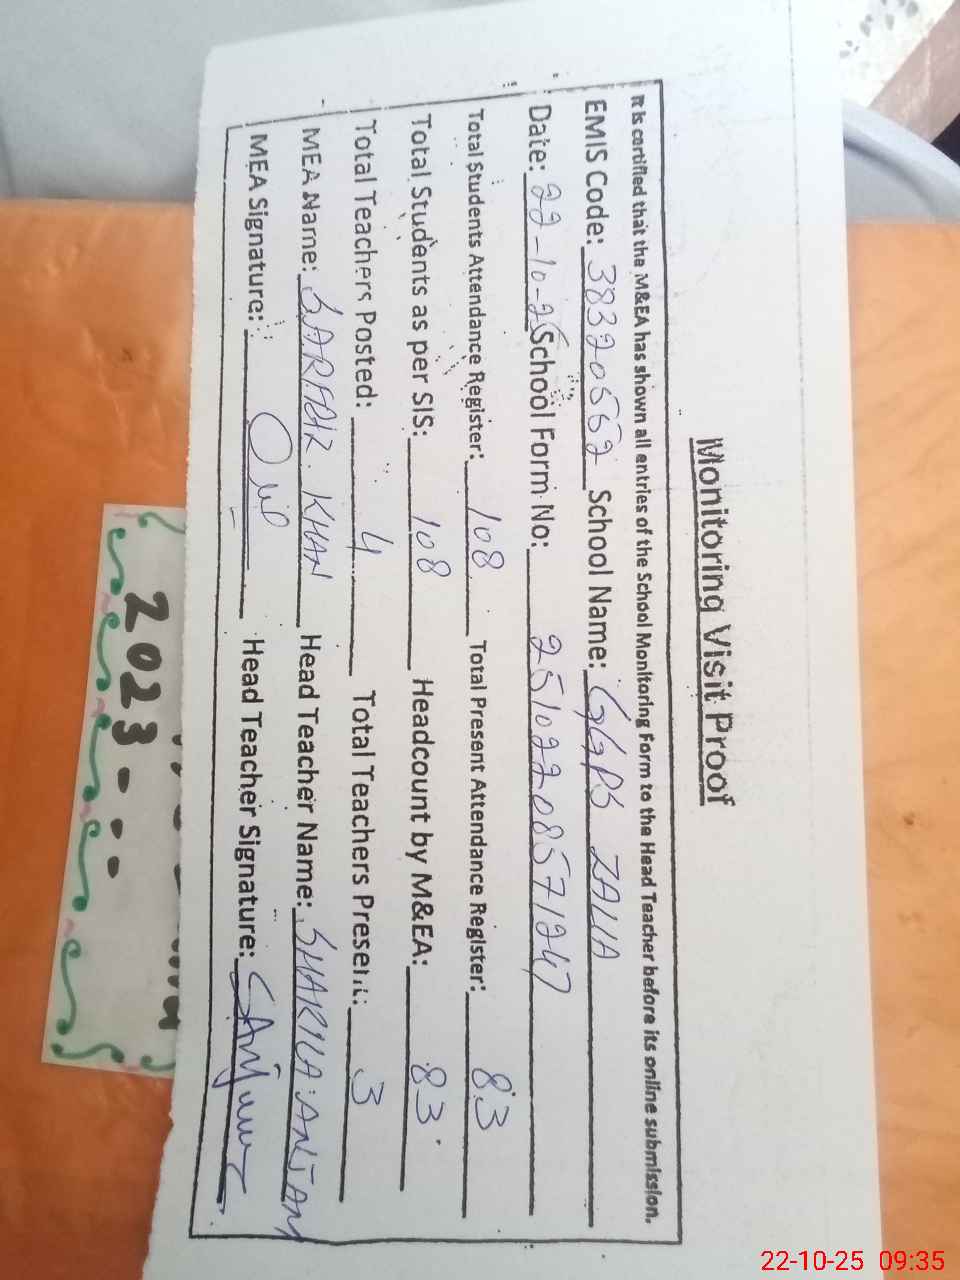 Monitoring Visit Proof
It is certified that the M&EA has shown all entries of the School Monitoring Form to the Head Teacher before its online submission.
EMIS Code: 38320552 School Name: GGPS ZALIA
Date: 22-10-25 School Form No: 25102208571247
Total Students Attendance Register: 108 Total Present Attendance Register: 83
Total Students as per SIS: 108 Headcount by M&EA: 83
Total Teachers Posted: 4 Total Teachers Present: 3
MEA Name: KHAN Head Teacher Name: SHAKILA ANJAM
MEA Signature: Head Teacher Signature:
2023
22-10-25 09:35